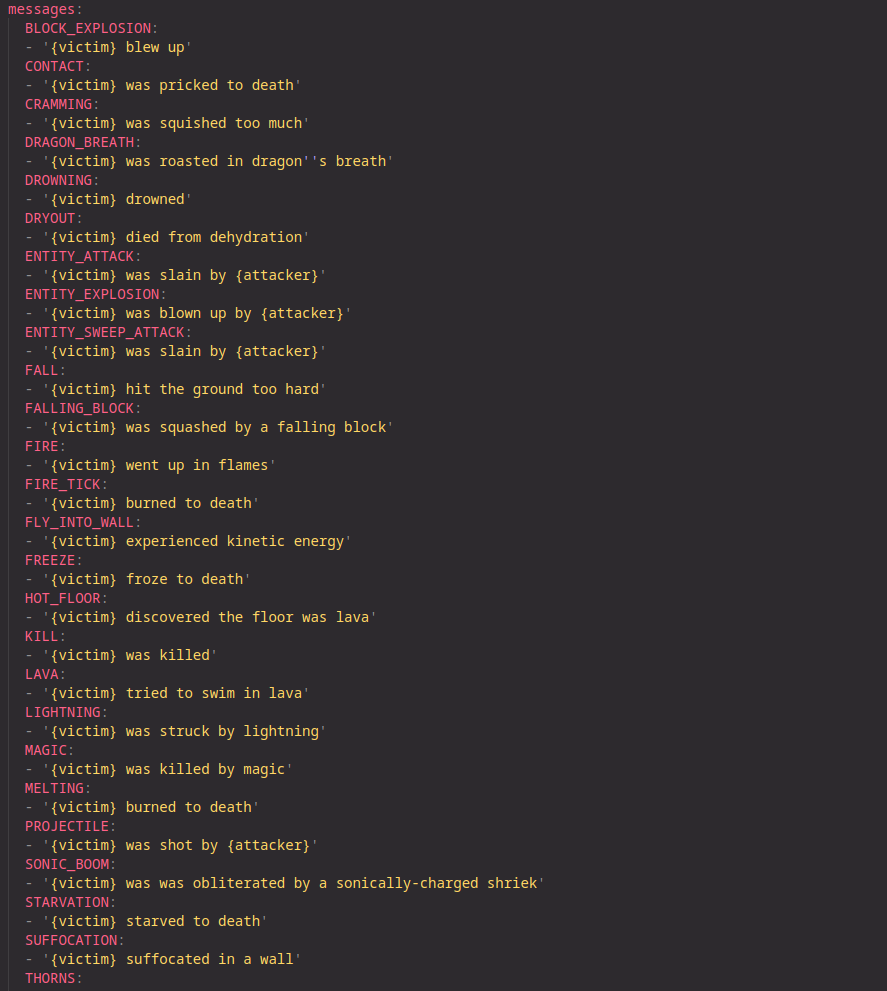 messages:
  BLOCK_EXPLOSION:
  - '{victim} blew up'
  CONTACT:
  - '{victim} was pricked to death'
  CRAMMING:
  - '{victim} was squished too much'
  DRAGON_BREATH:
  - '{victim} was roasted in dragon''s breath'
  DROWNING:
  - '{victim} drowned'
  DRYOUT:
  - '{victim} died from dehydration'
  ENTITY_ATTACK:
  - '{victim} was slain by {attacker}'
  ENTITY_EXPLOSION:
  - '{victim} was blown up by {attacker}'
  ENTITY_SWEEP_ATTACK:
  - '{victim} was slain by {attacker}'
  FALL:
  - '{victim} hit the ground too hard'
  FALLING_BLOCK:
  - '{victim} was squashed by a falling block'
  FIRE:
  - '{victim} went up in flames'
  FIRE_TICK:
  - '{victim} burned to death'
  FLY_INTO_WALL:
  - '{victim} experienced kinetic energy'
  FREEZE:
  - '{victim} froze to death'
  HOT_FLOOR:
  - '{victim} discovered the floor was lava'
  KILL:
  - '{victim} was killed'
  LAVA:
  - '{victim} tried to swim in lava'
  LIGHTNING:
  - '{victim} was struck by lightning'
  MAGIC:
  - '{victim} was killed by magic'
  MELTING:
  - '{victim} burned to death'
  PROJECTILE:
  - '{victim} was shot by {attacker}'
  SONIC_BOOM:
  - '{victim} was was obliterated by a sonically-charged shriek'
  STARVATION:
  - '{victim} starved to death'
  SUFFOCATION:
  - '{victim} suffocated in a wall'
  THORNS: